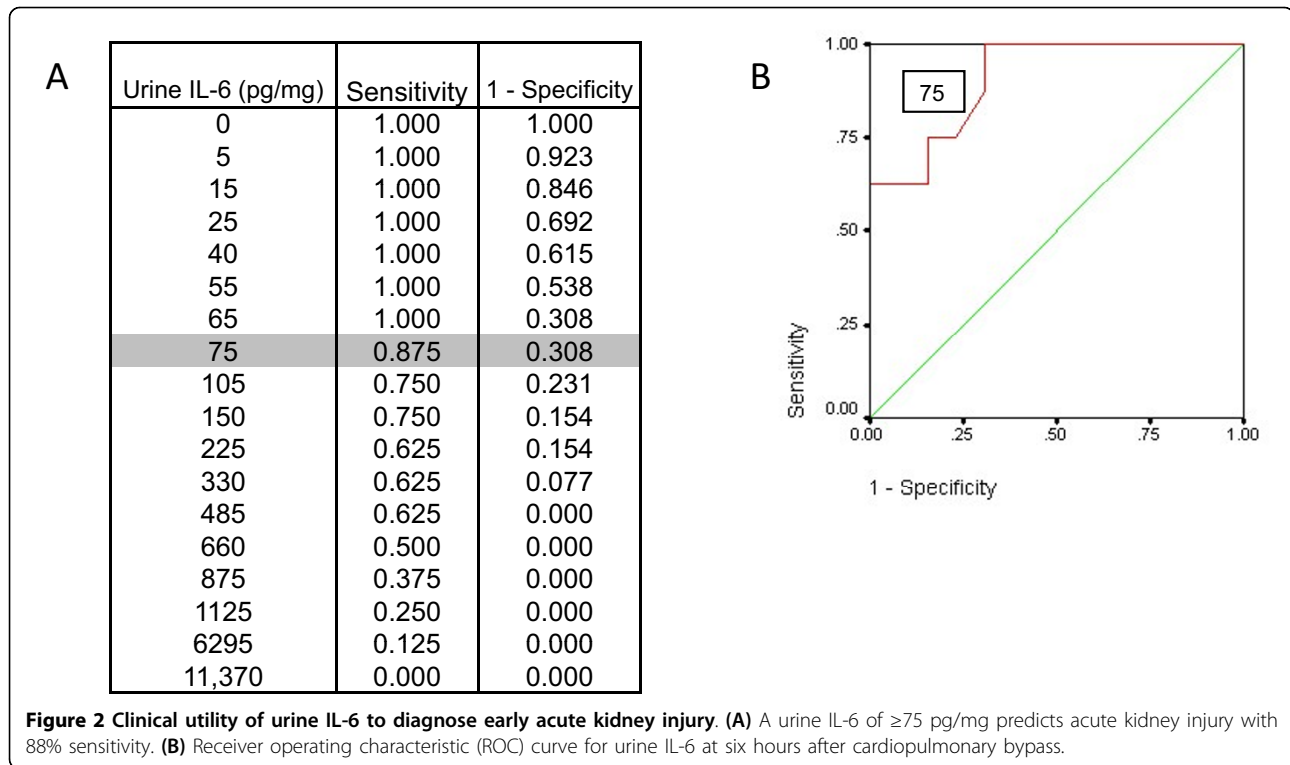 A
Urine IL-6 (pg/mg) Sensitivity 1 - Specificity
0 1.000 1.000
5 1.000 0.923
15 1.000 0.846
25 1.000 0.692
40 1.000 0.615
55 1.000 0.538
65 1.000 0.308
75 0.875 0.308
105 0.750 0.231
150 0.750 0.154
225 0.625 0.154
330 0.625 0.077
485 0.625 0.000
660 0.500 0.000
875 0.375 0.000
1125 0.250 0.000
6295 0.125 0.000
11,370 0.000 0.000
B
1.00
75
.75
.50
.25
0.00
Sensitivity
0.00 .25 .50 .75 1.00
1 - Specificity
Figure 2 Clinical utility of urine IL-6 to diagnose early acute kidney injury. (A) A urine IL-6 of ≥75 pg/mg predicts acute kidney injury with
88% sensitivity. (B) Receiver operating characteristic (ROC) curve for urine IL-6 at six hours after cardiopulmonary bypass.